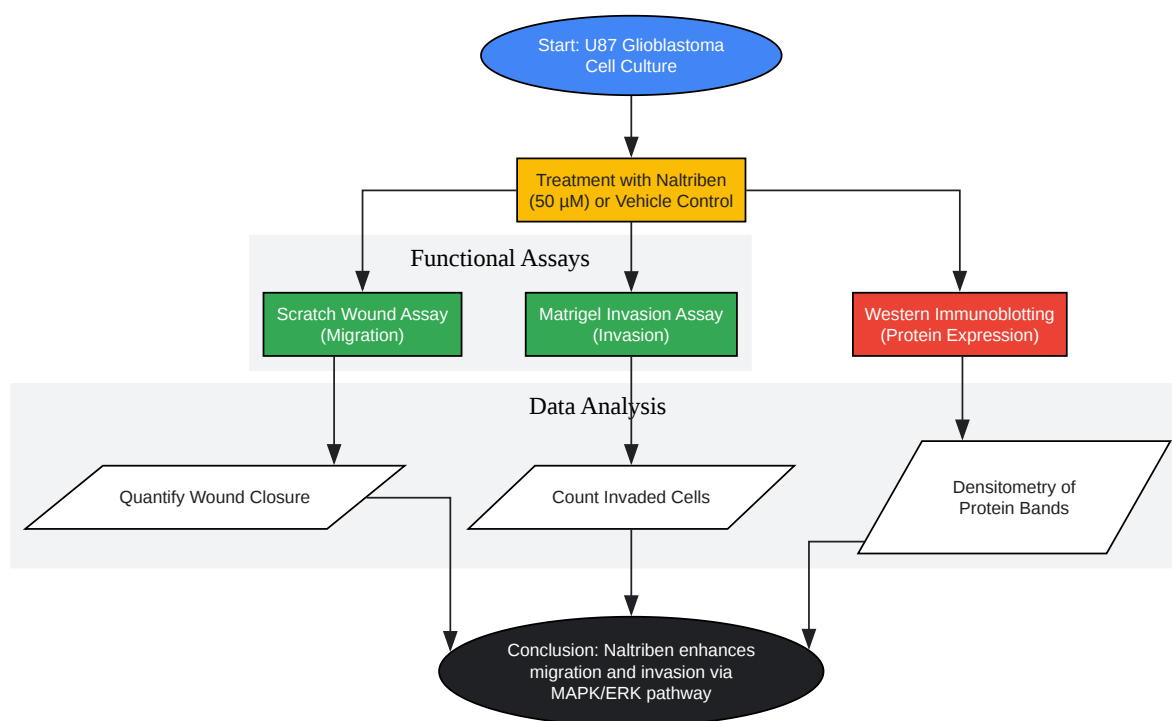 Start: U87 Glioblastoma
Cell Culture
Treatment with Naltriben
(50 µM) or Vehicle Control
Functional Assays
Scratch Wound Assay
(Migration)
Matrigel Invasion Assay
(Invasion)
Western Immunoblotting
(Protein Expression)
Data Analysis
Quantify Wound Closure
Count Invaded Cells
Densitometry of
Protein Bands
Conclusion: Naltriben enhances
migration and invasion via
MAPK/ERK pathway